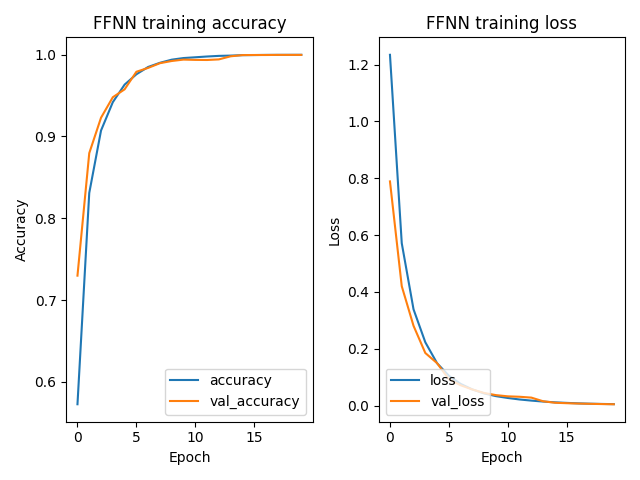 FFNN training accuracy
1.0
0.9
0.8
0.7
0.6
Accuracy
0 5 10 15
Epoch
accuracy
val_accuracy
FFNN training loss
1.2
1.0
0.8
0.6
0.4
0.2
0.0
Loss
0 5 10 15
Epoch
loss
val_loss